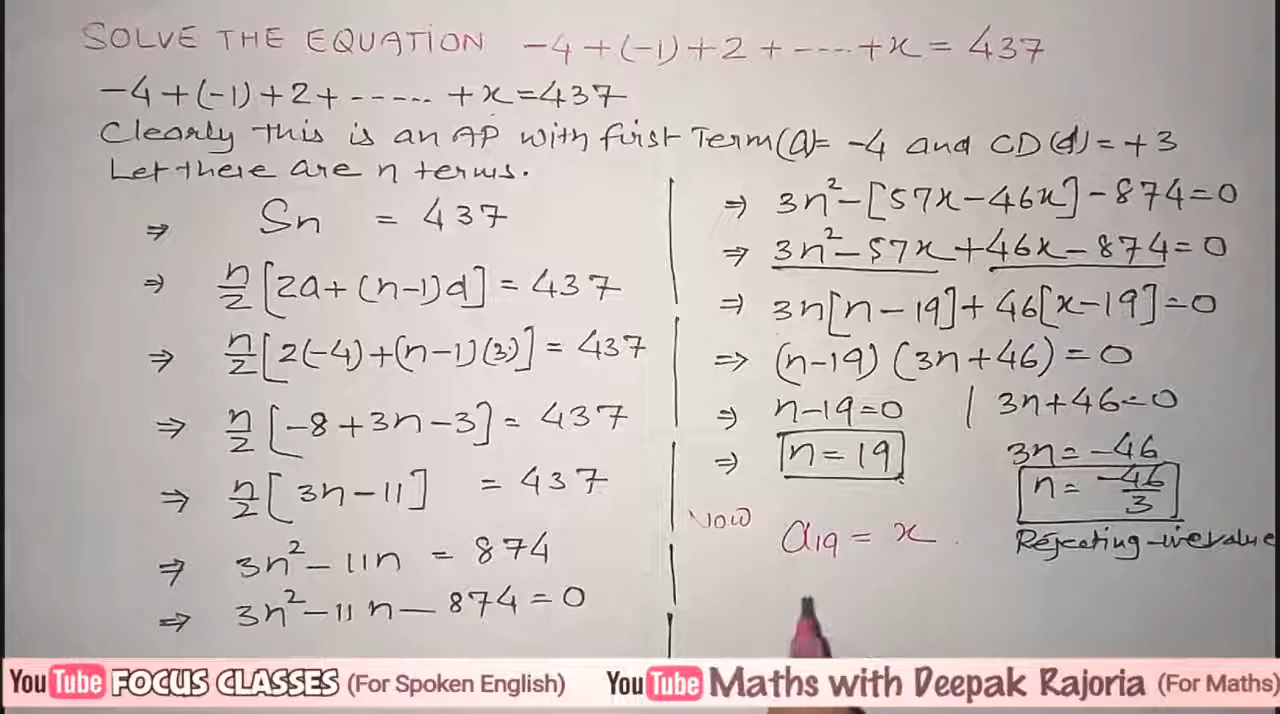 SOLVE THE EQUATION -4+(-1)+2+----+x=437
-4+(-1)+2+-----+x=437
Clearly this is an AP with first Term(a)= -4 and CD(d)=+3
Let there are n terms.
⇒ Sn = 437
⇒ n/2[2a+(n-1)d]=437
⇒ n/2[2(-4)+(n-1)(3)]=437
⇒ n/2[-8+3n-3]=437
⇒ n/2[3n-11] = 437
⇒ 3n²-11n = 874
⇒ 3n²-11n-874=0
⇒ 3n²-[57x-46x]-874=0
⇒ 3n²-57x+46x-874=0
⇒ 3n[n-19]+46[x-19]=0
⇒ (n-19)(3n+46)=0
⇒ n-19=0 | 3n+46=0
⇒ n=19
3n=-46
n=-46/3
Rejecting -ive value
Now a₁₉ = x.
YouTube FOCUS CLASSES (For Spoken English) YouTube Maths with Deepak Rajoria (For Maths)